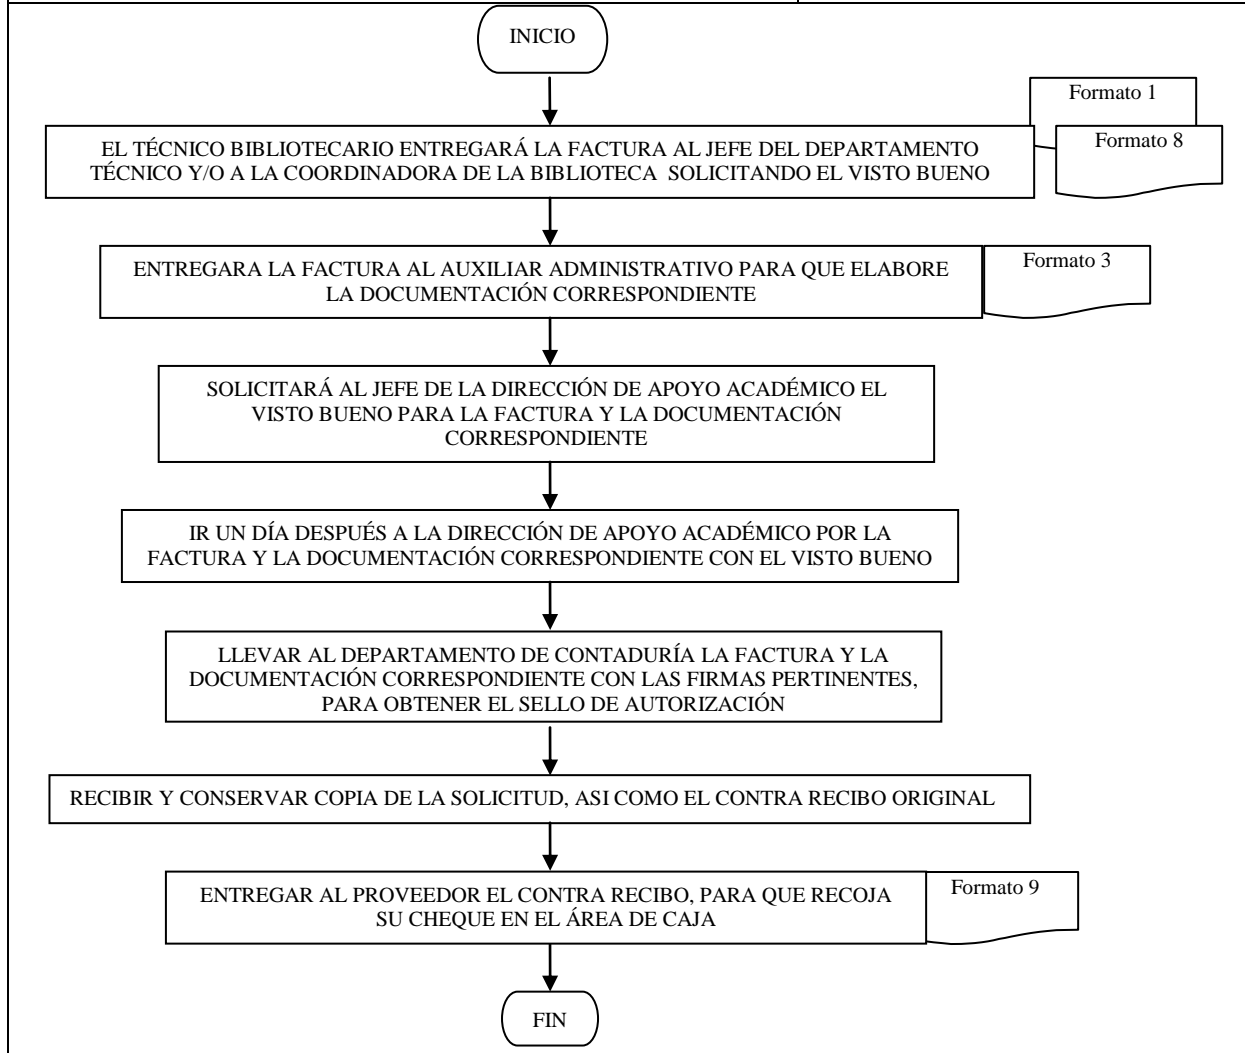 INICIO
Formato 1
Formato 8
EL TÉCNICO BIBLIOTECARIO ENTREGARÁ LA FACTURA AL JEFE DEL DEPARTAMENTO
TÉCNICO Y/O A LA COORDINADORA DE LA BIBLIOTECA SOLICITANDO EL VISTO BUENO
ENTREGARA LA FACTURA AL AUXILIAR ADMINISTRATIVO PARA QUE ELABORE
LA DOCUMENTACIÓN CORRESPONDIENTE
Formato 3
SOLICITARÁ AL JEFE DE LA DIRECCIÓN DE APOYO ACADÉMICO EL
VISTO BUENO PARA LA FACTURA Y LA DOCUMENTACIÓN
CORRESPONDIENTE
IR UN DÍA DESPUÉS A LA DIRECCIÓN DE APOYO ACADÉMICO POR LA
FACTURA Y LA DOCUMENTACIÓN CORRESPONDIENTE CON EL VISTO BUENO
LLEVAR AL DEPARTAMENTO DE CONTADURÍA LA FACTURA Y LA
DOCUMENTACIÓN CORRESPONDIENTE CON LAS FIRMAS PERTINENTES,
PARA OBTENER EL SELLO DE AUTORIZACIÓN
RECIBIR Y CONSERVAR COPIA DE LA SOLICITUD, ASI COMO EL CONTRA RECIBO ORIGINAL
ENTREGAR AL PROVEEDOR EL CONTRA RECIBO, PARA QUE RECOJA
SU CHEQUE EN EL ÁREA DE CAJA
Formato 9
FIN